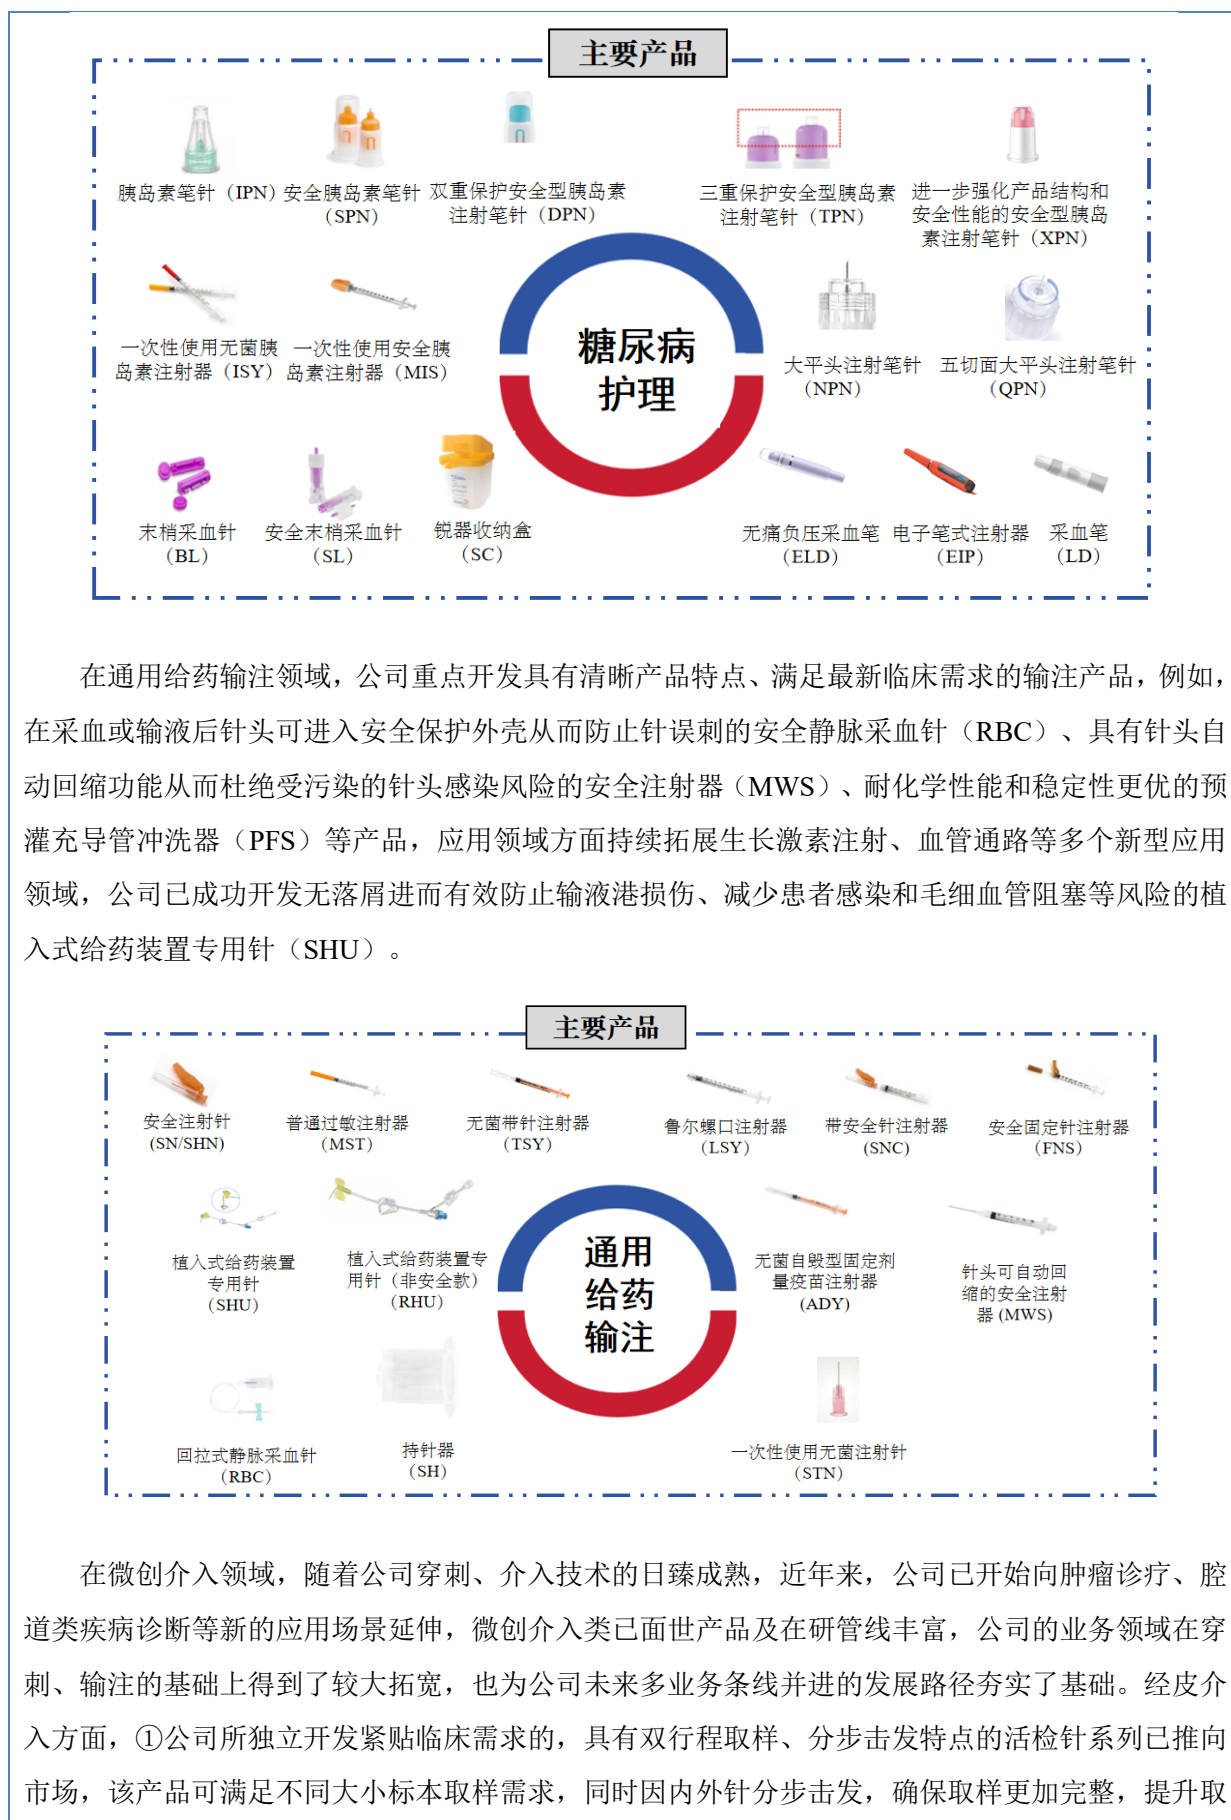 主要产品
胰岛素笔针（IPN）
安全胰岛素笔针
（SPN）
双重保护安全型胰岛素
注射笔针（DPN）
三重保护安全型胰岛素
注射笔针（TPN）
进一步强化产品结构和
安全性能的安全型胰岛
素注射笔针（XPN）
一次性使用无菌胰
岛素注射器（ISY）
一次性使用安全胰
岛素注射器（MIS）
糖尿病
护理
大平头注射笔针
（NPN）
五切面大平头注射笔针
（QPN）
末梢采血针
（BL）
安全末梢采血针
（SL）
锐器收纳盒
（SC）
无痛负压采血笔
（ELD）
电子笔式注射器
（EIP）
采血笔
（LD）
在通用给药输注领域，公司重点开发具有清晰产品特点、满足最新临床需求的输注产品，例如，
在采血或输液后针头可进入安全保护外壳从而防止针误刺的安全静脉采血针（RBC）、具有针头自
动回缩功能从而杜绝受污染的针头感染风险的安全注射器（MWS）、耐化学性能和稳定性更优的预
灌充导管冲洗器（PFS）等产品，应用领域方面持续拓展生长激素注射、血管通路等多个新型应用
领域，公司已成功开发无落屑进而有效防止输液港损伤、减少患者感染和毛细血管阻塞等风险的植
入式给药装置专用针（SHU）。
主要产品
安全注射针
(SN/SHN)
普通过敏注射器
（MST）
无菌带针注射器
（TSY）
鲁尔螺口注射器
（LSY）
带安全针注射器
(SNC)
安全固定针注射器
（FNS）
植入式给药装置
专用针
（SHU）
植入式给药装置专
用针（非安全款）
（RHU）
通用
给药
输注
无菌自毁型固定剂
量疫苗注射器
(ADY)
针头可自动回
缩的安全注射
器 (MWS)
回拉式静脉采血针
（RBC）
持针器
（SH）
一次性使用无菌注射针
（STN）
在微创介入领域，随着公司穿刺、介入技术的日臻成熟，近年来，公司已开始向肿瘤诊疗、腔
道类疾病诊断等新的应用场景延伸，微创介入类已面世产品及在研管线丰富，公司的业务领域在穿
刺、输注的基础上得到了较大拓宽，也为公司未来多业务条线并进的发展路径夯实了基础。经皮介
入方面，①公司所独立开发紧贴临床需求的，具有双行程取样、分步击发特点的活检针系列已推向
市场，该产品可满足不同大小标本取样需求，同时因内外针分步击发，确保取样更加完整，提升取